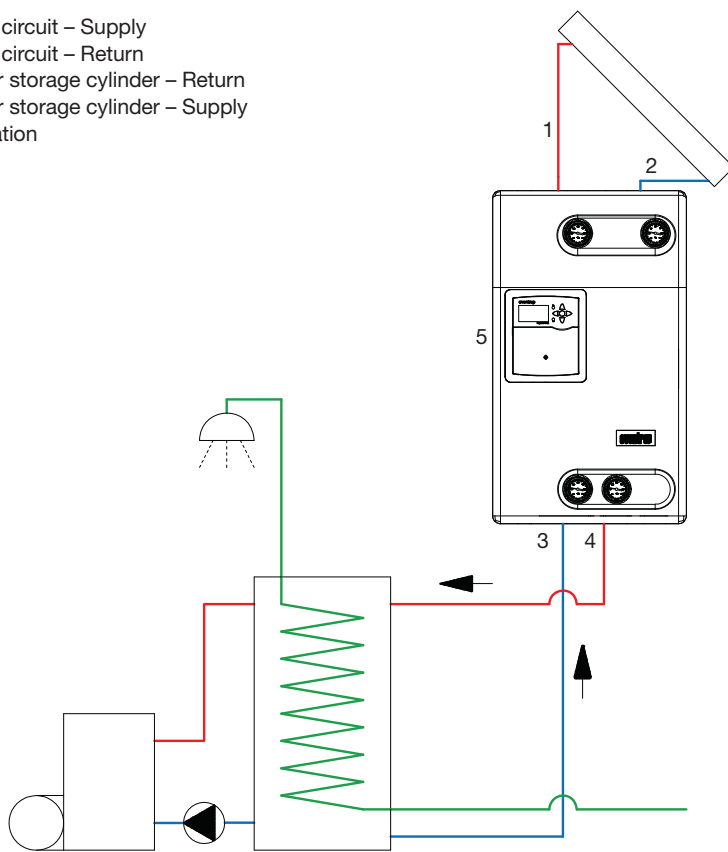 circuit – Supply
circuit – Return
r storage cylinder – Return
r storage cylinder – Supply
ation
1
2
5
3
4